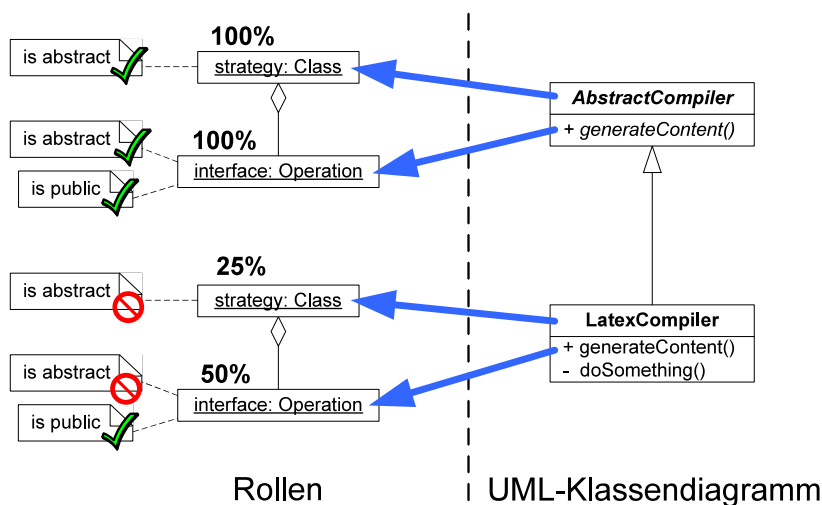 100%
is abstract
strategy: Class
AbstractCompiler
+ generateContent()
100%
is abstract
interface: Operation
is public
25%
is abstract
strategy: Class
LatexCompiler
+ generateContent()
- doSomething()
50%
is abstract
interface: Operation
is public
Rollen
UML-Klassendiagramm